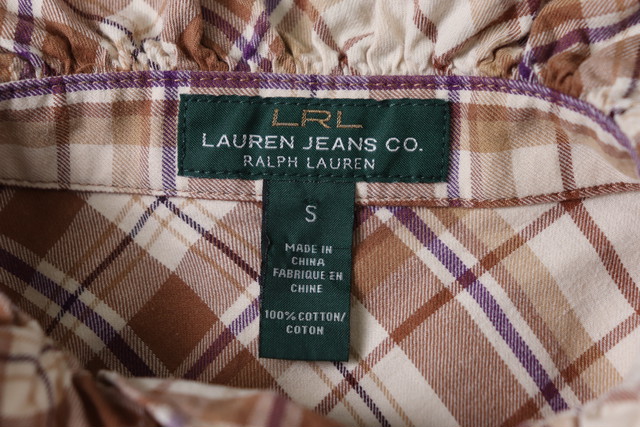 LRL
LAUREN JEANS CO.
RALPH LAUREN
S
MADE IN
CHINA
FABRIQUE EN
CHINE
100% COTTON/
COTON